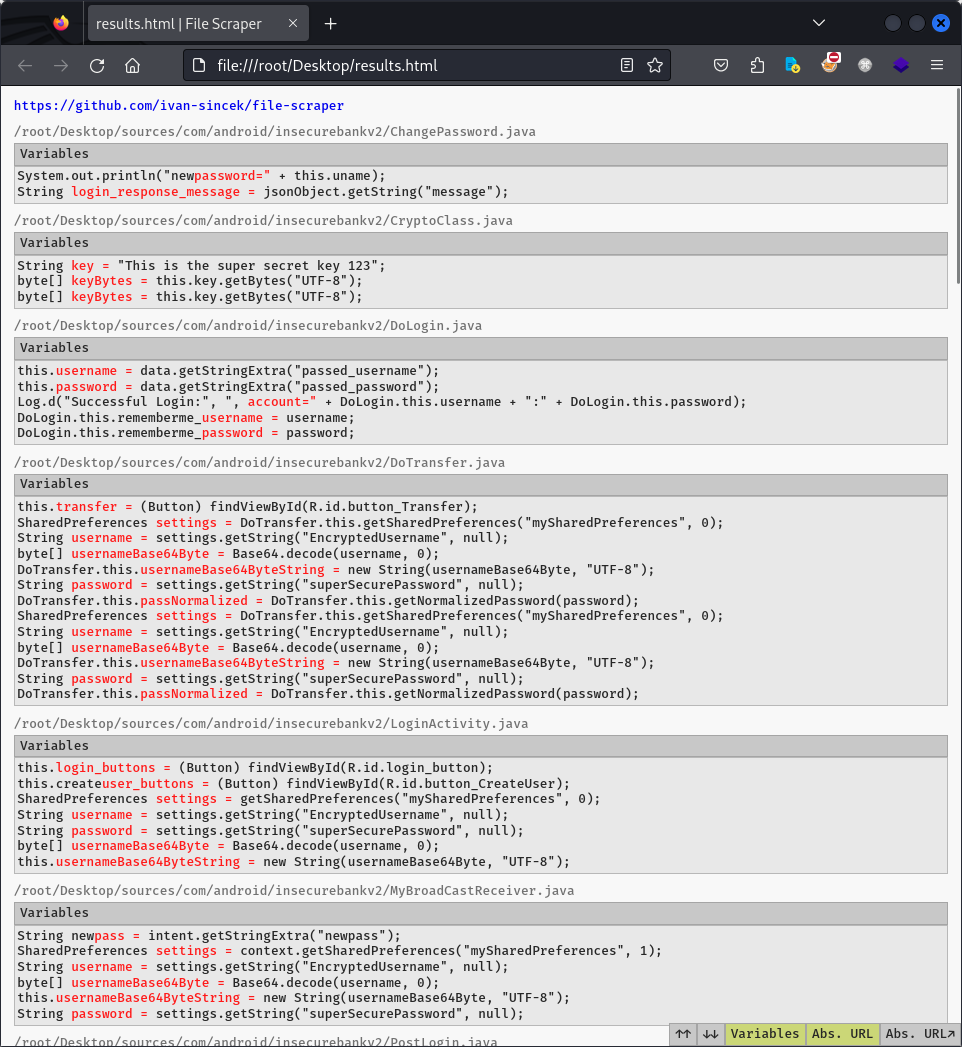 results.html | File Scraper
file:///root/Desktop/results.html
https://github.com/ivan-sincek/file-scraper
/root/Desktop/sources/com/android/insecurebankv2/ChangePassword.java
Variables
System.out.println("newpassword=" + this.uname);
String login_response_message = jsonObject.getString("message");
/root/Desktop/sources/com/android/insecurebankv2/CryptoClass.java
Variables
String key = "This is the super secret key 123";
byte[] keyBytes = this.key.getBytes("UTF-8");
byte[] keyBytes = this.key.getBytes("UTF-8");
/root/Desktop/sources/com/android/insecurebankv2/DoLogin.java
Variables
this.username = data.getStringExtra("passed_username");
this.password = data.getStringExtra("passed_password");
Log.d("Successful Login:", ", account=" + DoLogin.this.username + ":" + DoLogin.this.password);
DoLogin.this.rememberme_username = username;
DoLogin.this.rememberme_password = password;
/root/Desktop/sources/com/android/insecurebankv2/DoTransfer.java
Variables
this.transfer = (Button) findViewById(R.id.button_Transfer);
SharedPreferences settings = DoTransfer.this.getSharedPreferences("mySharedPreferences", 0);
String username = settings.getString("EncryptedUsername", null);
byte[] usernameBase64Byte = Base64.decode(username, 0);
DoTransfer.this.usernameBase64ByteString = new String(usernameBase64Byte, "UTF-8");
String password = settings.getString("superSecurePassword", null);
DoTransfer.this.passNormalized = DoTransfer.this.getNormalizedPassword(password);
SharedPreferences settings = DoTransfer.this.getSharedPreferences("mySharedPreferences", 0);
String username = settings.getString("EncryptedUsername", null);
byte[] usernameBase64Byte = Base64.decode(username, 0);
DoTransfer.this.usernameBase64ByteString = new String(usernameBase64Byte, "UTF-8");
String password = settings.getString("superSecurePassword", null);
DoTransfer.this.passNormalized = DoTransfer.this.getNormalizedPassword(password);
/root/Desktop/sources/com/android/insecurebankv2/LoginActivity.java
Variables
this.login_buttons = (Button) findViewById(R.id.login_button);
this.createuser_buttons = (Button) findViewById(R.id.button_CreateUser);
SharedPreferences settings = getSharedPreferences("mySharedPreferences", 0);
String username = settings.getString("EncryptedUsername", null);
String password = settings.getString("superSecurePassword", null);
byte[] usernameBase64Byte = Base64.decode(username, 0);
this.usernameBase64ByteString = new String(usernameBase64Byte, "UTF-8");
/root/Desktop/sources/com/android/insecurebankv2/MyBroadCastReceiver.java
Variables
String newpass = intent.getStringExtra("newpass");
SharedPreferences settings = context.getSharedPreferences("mySharedPreferences", 1);
String username = settings.getString("EncryptedUsername", null);
byte[] usernameBase64Byte = Base64.decode(username, 0);
this.usernameBase64ByteString = new String(usernameBase64Byte, "UTF-8");
String password = settings.getString("superSecurePassword", null);
/root/Desktop/sources/com/android/insecurebankv2/PostLogin.java
↑↑ ↓↓ Variables Abs. URL Abs. URL↗